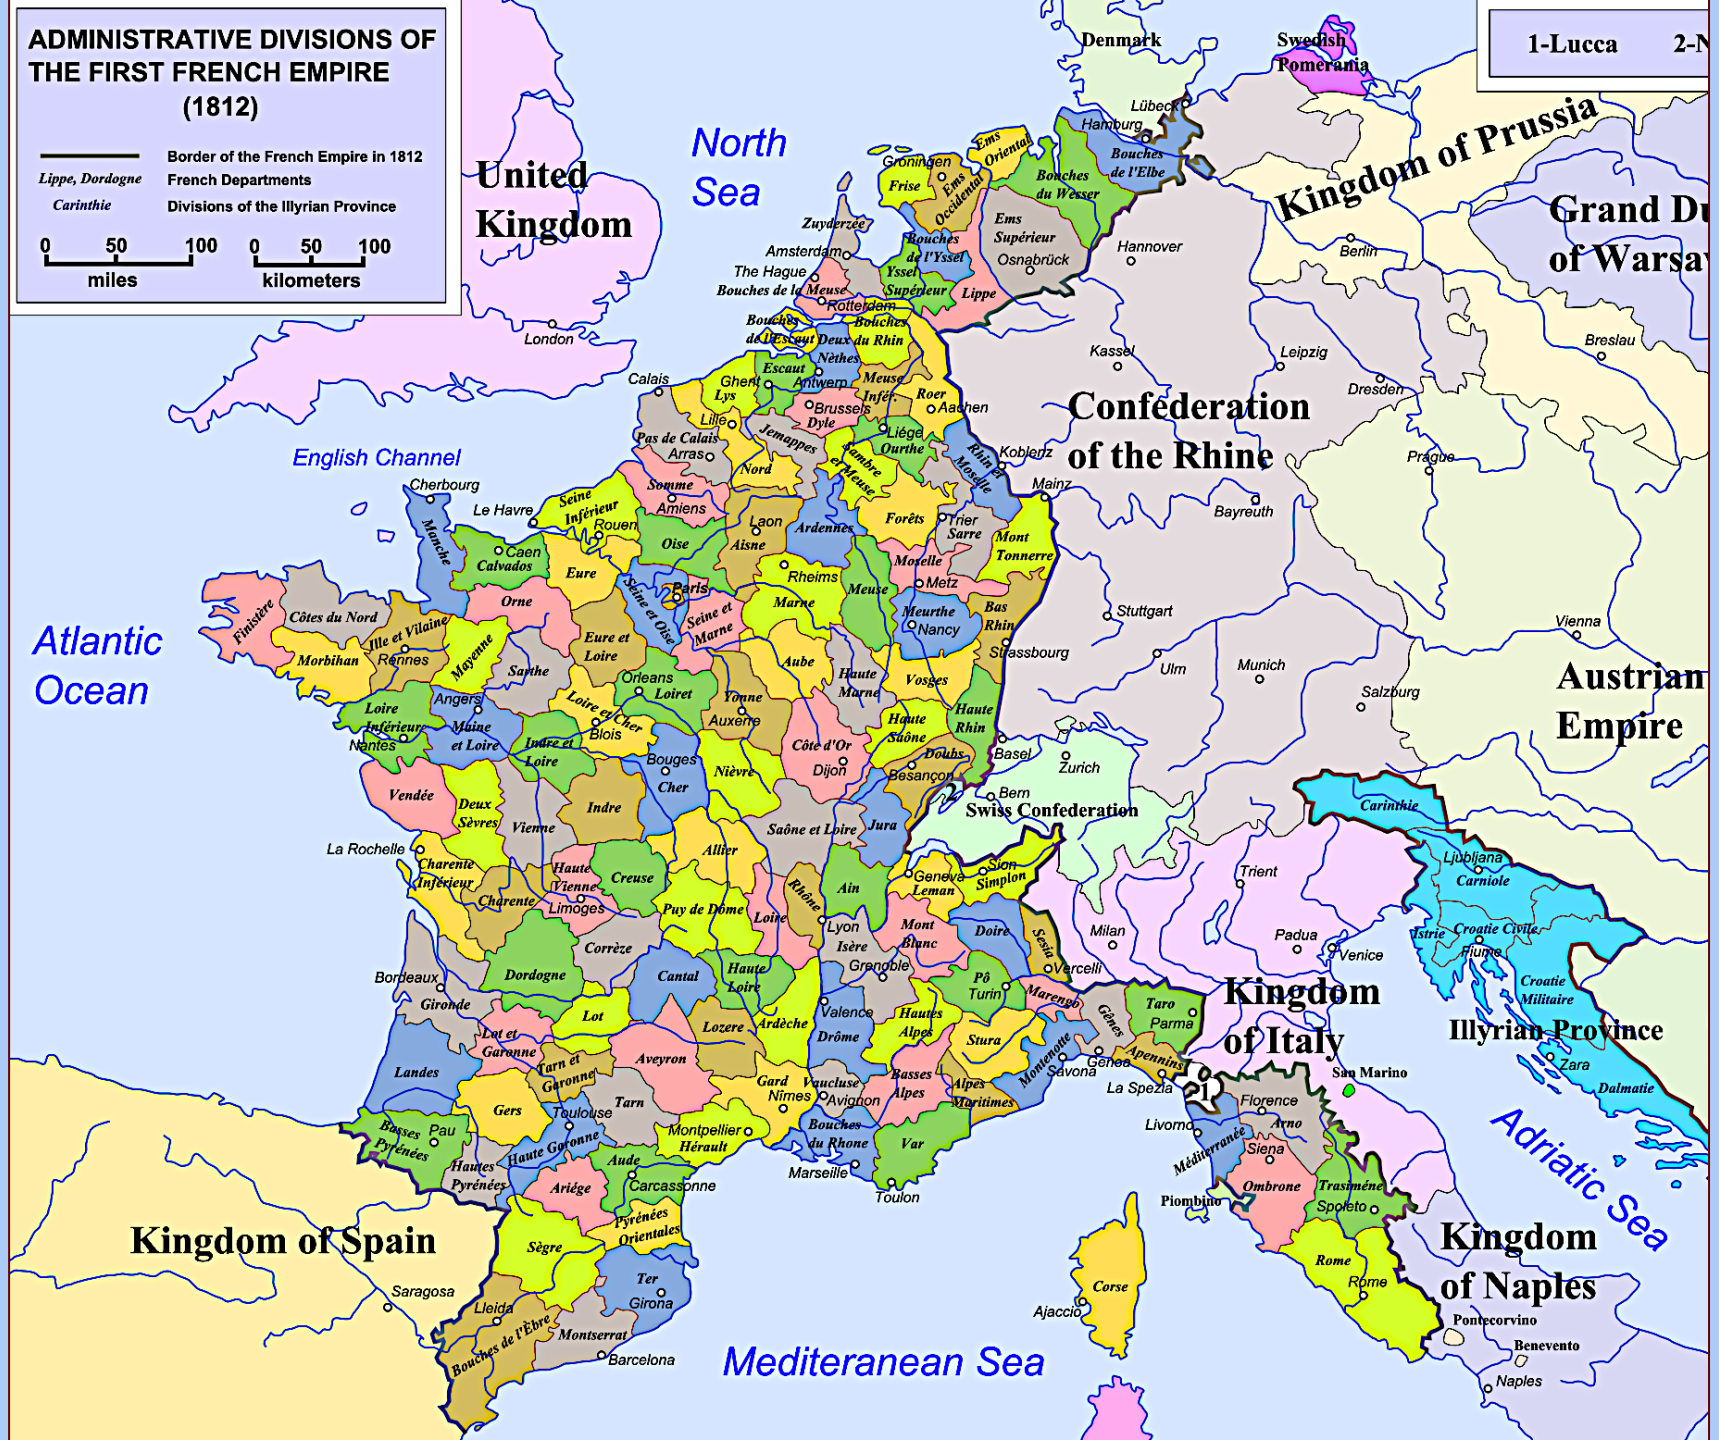 ADMINISTRATIVE DIVISIONS OF
THE FIRST FRENCH EMPIRE
(1812)
Border of the French Empire in 1812
Lippe, Dordogne French Departments
Carinthie Divisions of the Illyrian Province
0 50 100 0 50 100
miles kilometers
1-Lucca 2-N
Denmark
Swedish
Pomerania
Lübeck
Hamburg
Bouches
de l'Elbe
Kingdom of Prussia
North
Sea
United
Kingdom
Ems
Oriental
Groningen
Frise
Ems
Occidental
Bouches
du Wesser
Grand Du
of Warsaw
Zuyderzée
Ems
Supérieur
Osnabrück
Hannover
Berlin
Amsterdam
Bouches
de l'Yssel
The Hague
Yssel
Supérieur
Bouches de la Meuse
Lippe
Rotterdam
London
Bouches
de l'Escaut
Deux
Nèthes
Bouches
du Rhin
Breslau
Kassel
Leipzig
Dresden
Calais
Ghent
Lys
Escaut
Antwerp
Meuse
Infér.
Roer
Aachen
Confederation
of the Rhine
Brussels
Dyle
Lille
Pas de Calais
Arras
Jemappes
Liége
Ourthe
Sambre
et Meuse
Rhin et
Moselle
Koblenz
Prague
English Channel
Nord
Mainz
Cherbourg
Somme
Amiens
Bayreuth
Le Havre
Seine
Inférieur
Rouen
Manche
Laon
Aisne
Ardennes
Forêts
Trier
Sarre
Mont
Tonnerre
Caen
Calvados
Oise
Eure
Rheims
Moselle
Metz
Paris
Seine et Oise
Seine et
Marne
Marne
Meuse
Meurthe
Nancy
Bas
Rhin
Stuttgart
Finistère
Côtes du Nord
Orne
Vienna
Atlantic
Ocean
Morbihan
Ille et Vilaine
Rennes
Mayenne
Sarthe
Eure et
Loire
Aube
Haute
Marne
Vosges
Strassbourg
Ulm
Munich
Salzburg
Austrian
Empire
Orleans
Loiret
Yonne
Auxerre
Haute
Rhin
Loire
Inférieur
Nantes
Angers
Maine
et Loire
Indre et
Loire
Loire et Cher
Blois
Côte d'Or
Dijon
Haute
Saône
Doubs
Besançon
Basel
Zurich
Bern
Swiss Confederation
2
Vendée
Deux
Sèvres
Vienne
Indre
Bouges
Cher
Nièvre
Saône et Loire
Jura
Carinthie
La Rochelle
Charente
Inférieur
Charente
Haute
Vienne
Limoges
Creuse
Allier
Ain
Geneva
Leman
Sion
Simplon
Ljubljana
Carniole
Trient
Puy de Dôme
Loire
Rhône
Lyon
Isère
Grenoble
Mont
Blanc
Doire
Sesia
Vercelli
Milan
Padua
Venice
Istrie
Croatie Civile
Fiume
Croatie
Militaire
Bordeaux
Gironde
Dordogne
Corrèze
Cantal
Haute
Loire
Pô
Turin
Marengo
Gênes
Taro
Parma
Kingdom
of Italy
Illyrian Province
Lot et
Garonne
Lot
Lozere
Ardèche
Valence
Drôme
Hautes
Alpes
Stura
Montenotte
Savona
Genea
Apennins
La Spezia
1
San Marino
Zara
Dalmatie
Landes
Tarn et
Garonne
Aveyron
Gard
Nîmes
Vaucluse
Avignon
Basses
Alpes
Alpes
Maritimes
Gers
Toulouse
Tarn
Montpellier
Hérault
Bouches
du Rhone
Marseille
Var
Toulon
Livorno
Florence
Arno
Méditerranée
Siena
Adriatic Sea
Basses
Pyrénées
Pau
Hautes
Pyrénées
Haute Garonne
Ariége
Aude
Carcassonne
Piombino
Ombrone
Trasiméne
Spoleto
Kingdom of Spain
Pyrénées
Orientales
Sègre
Ter
Girona
Corse
Ajaccio
Rome
Rome
Kingdom
of Naples
Saragosa
Lleida
Bouches de l'Èbre
Montserrat
Barcelona
Pontecorvino
Benevento
Naples
Mediteranean Sea